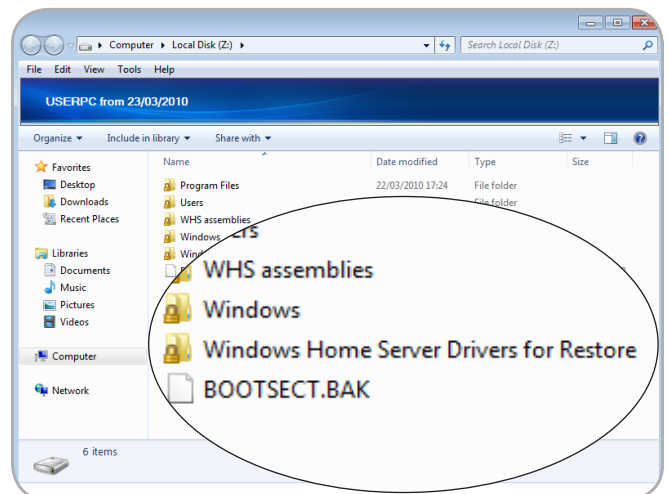 Computer ▸ Local Disk (Z:) ▸
Search Local Disk (Z:)
File Edit View Tools Help
USERPC from 23/03/2010
Organize Include in library Share with
Name Date modified Type Size
Favorites
Desktop
Downloads
Recent Places
Libraries
Documents
Music
Pictures
Videos
Computer
Network
Program Files 22/03/2010 17:24 File folder
Users File folder
WHS assemblies
Windows
WHS assemblies
Windows
Windows Home Server Drivers for Restore
BOOTSECT.BAK
6 items